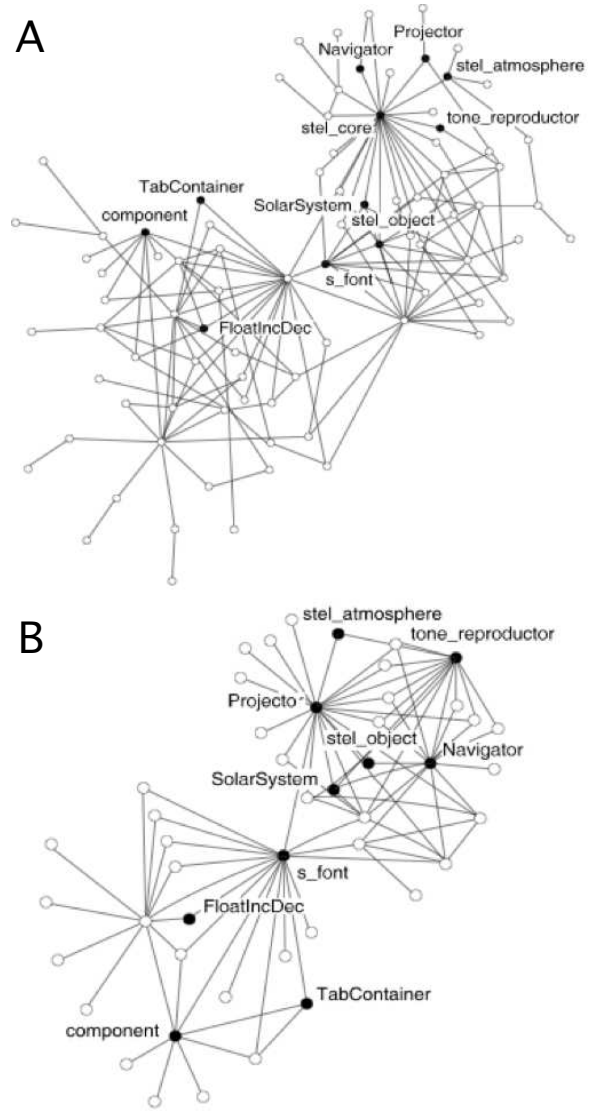 A
Projector
Navigator
stel_atmosphere
stel_core
tone_reproductor
TabContainer
SolarSystem
component
stel_object
s_font
FloatIncDec
B
stel_atmosphere
tone_reproductor
Projector
stel_object
Navigator
SolarSystem
s_font
FloatIncDec
TabContainer
component